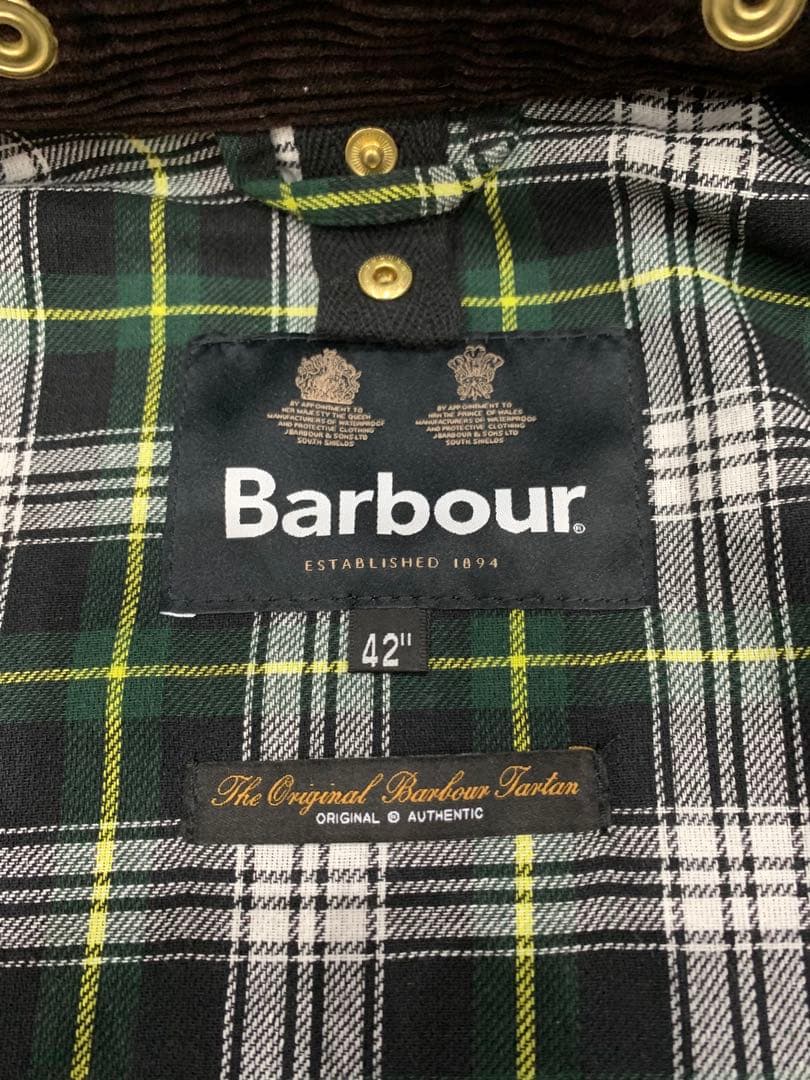 BY APPOINTMENT TO
HER MAJESTY THE QUEEN
MANUFACTURERS OF WATERPROOF
AND PROTECTIVE CLOTHING
J BARBOUR & SONS LTD
SOUTH SHIELDS
BY APPOINTMENT TO
HRH THE PRINCE OF WALES
MANUFACTURERS OF WATERPROOF
AND PROTECTIVE CLOTHING
J BARBOUR & SONS LTD
SOUTH SHIELDS
Barbour®
ESTABLISHED 1894
42"
The Original Barbour Tartan
ORIGINAL ® AUTHENTIC